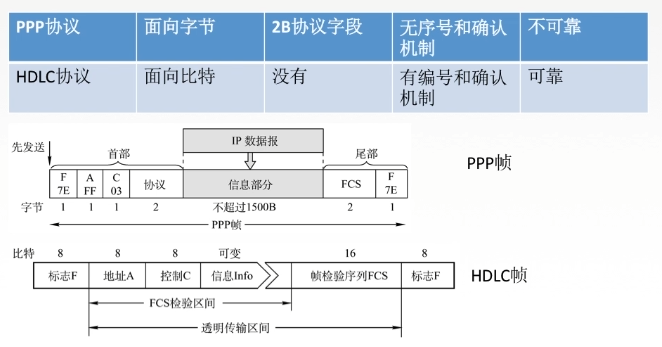 PPP协议 面向字节 2B协议字段 无序号和确认机制 不可靠
HDLC协议 面向比特 没有 有编号和确认机制 可靠
IP 数据报
先发送 首部 尾部 PPP帧
F 7E A FF C 03 协议 信息部分 FCS F 7E
字节 1 1 1 2 不超过1500B 2 1
PPP帧
比特 8 8 8 可变 16 8
标志F 地址A 控制C 信息Info 帧检验序列FCS 标志F HDLC帧
FCS检验区间
透明传输区间